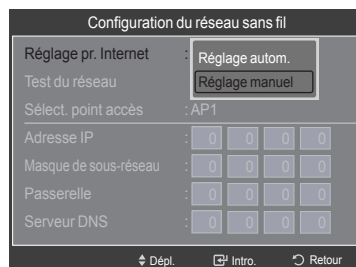 Configuration du réseau sans fil
Réglage pr. Internet : Réglage autom.
Test du réseau Réglage manuel
Sélect. point accès : AP1
Adresse IP : 0 0 0 0
Masque de sous-réseau : 0 0 0 0
Passerelle : 0 0 0 0
Serveur DNS : 0 0 0 0
Dépl. Intro. Retour